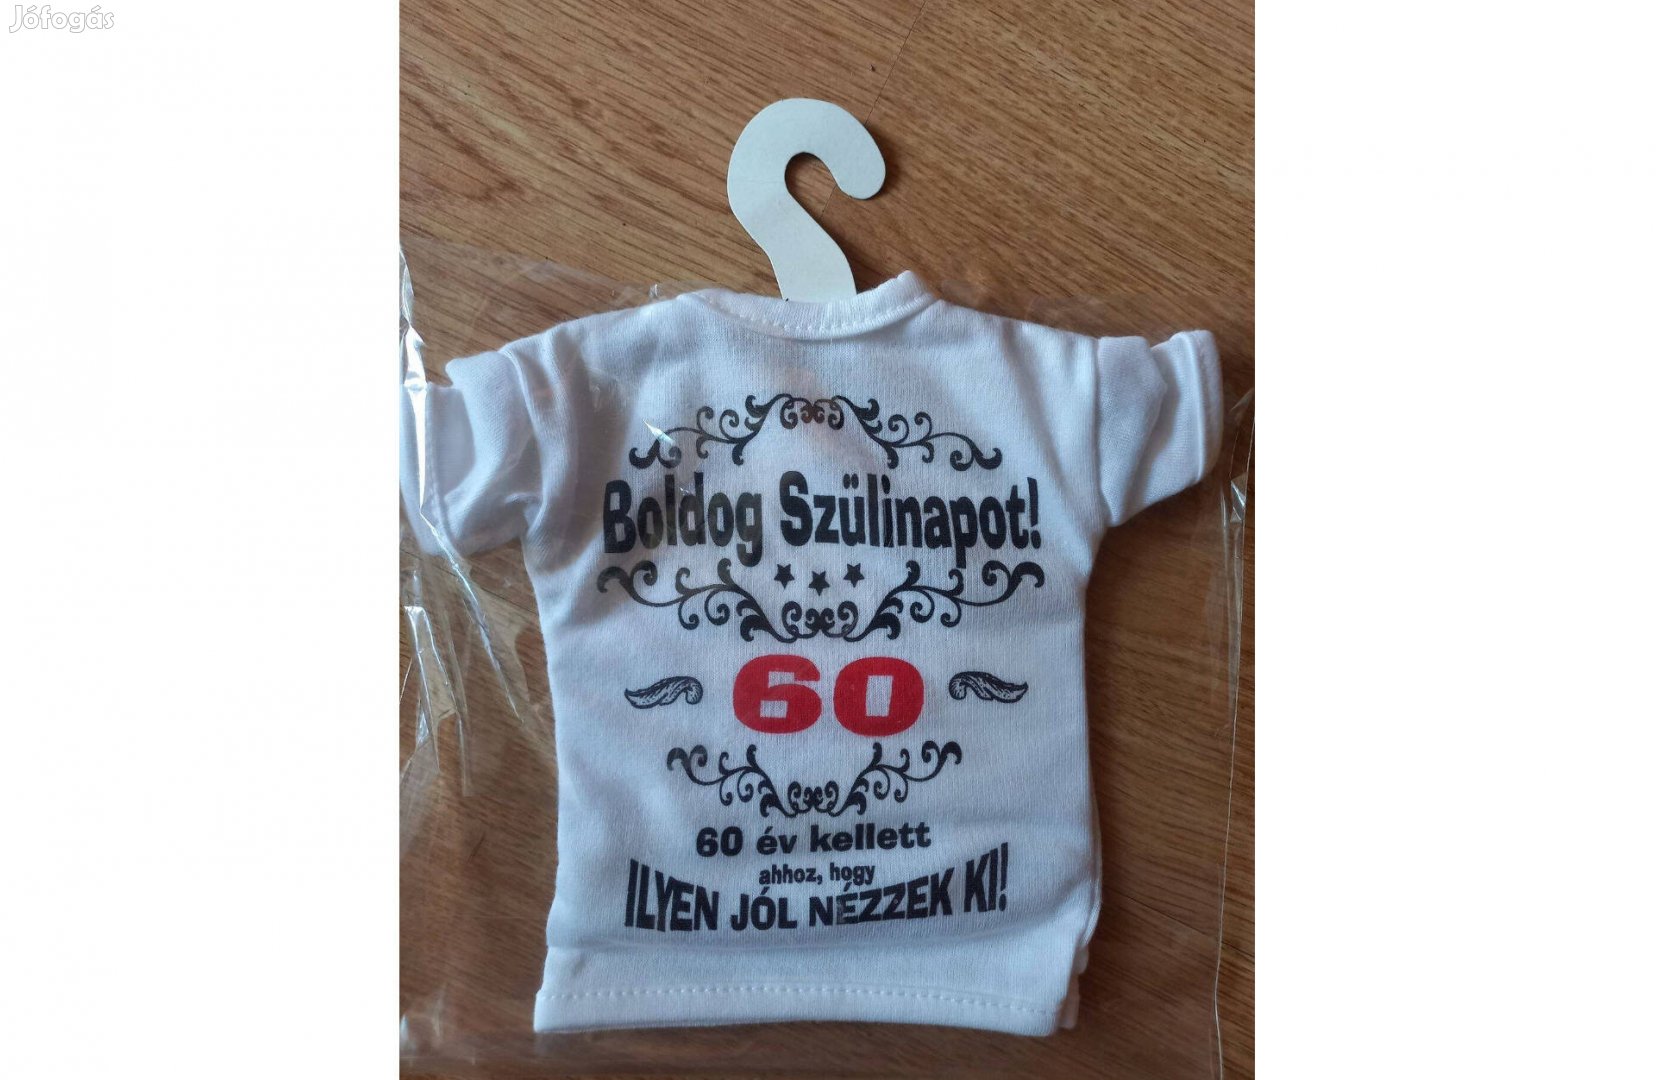 Jófogás
Boldog Szülinapot!
60
60 év kellett
ahhoz, hogy
ILYEN JÓL NÉZZEK KI!